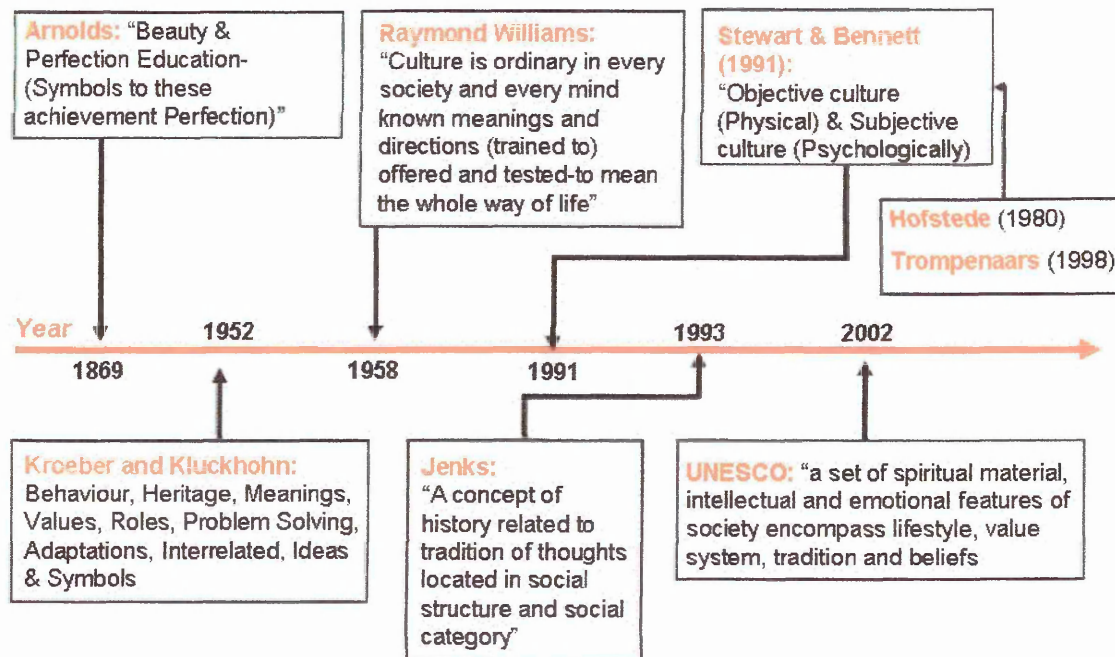 Arnolds: “Beauty &
Perfection Education-
(Symbols to these
achievement Perfection)”
Raymond Williams:
“Culture is ordinary in every
society and every mind
known meanings and
directions (trained to)
offered and tested-to mean
the whole way of life”
Stewart & Bennett
(1991):
“Objective culture
(Physical) & Subjective
culture (Psychologically)
Hofstede (1980)
Trompenaars (1998)
Year
1952
1993
2002
1869
1958
1991
Kroeber and Kluckhohn:
Behaviour, Heritage, Meanings,
Values, Roles, Problem Solving,
Adaptations, Interrelated, Ideas
& Symbols
Jenks:
“A concept of
history related to
tradition of thoughts
located in social
structure and social
category”
UNESCO: “a set of spiritual material,
intellectual and emotional features of
society encompass lifestyle, value
system, tradition and beliefs